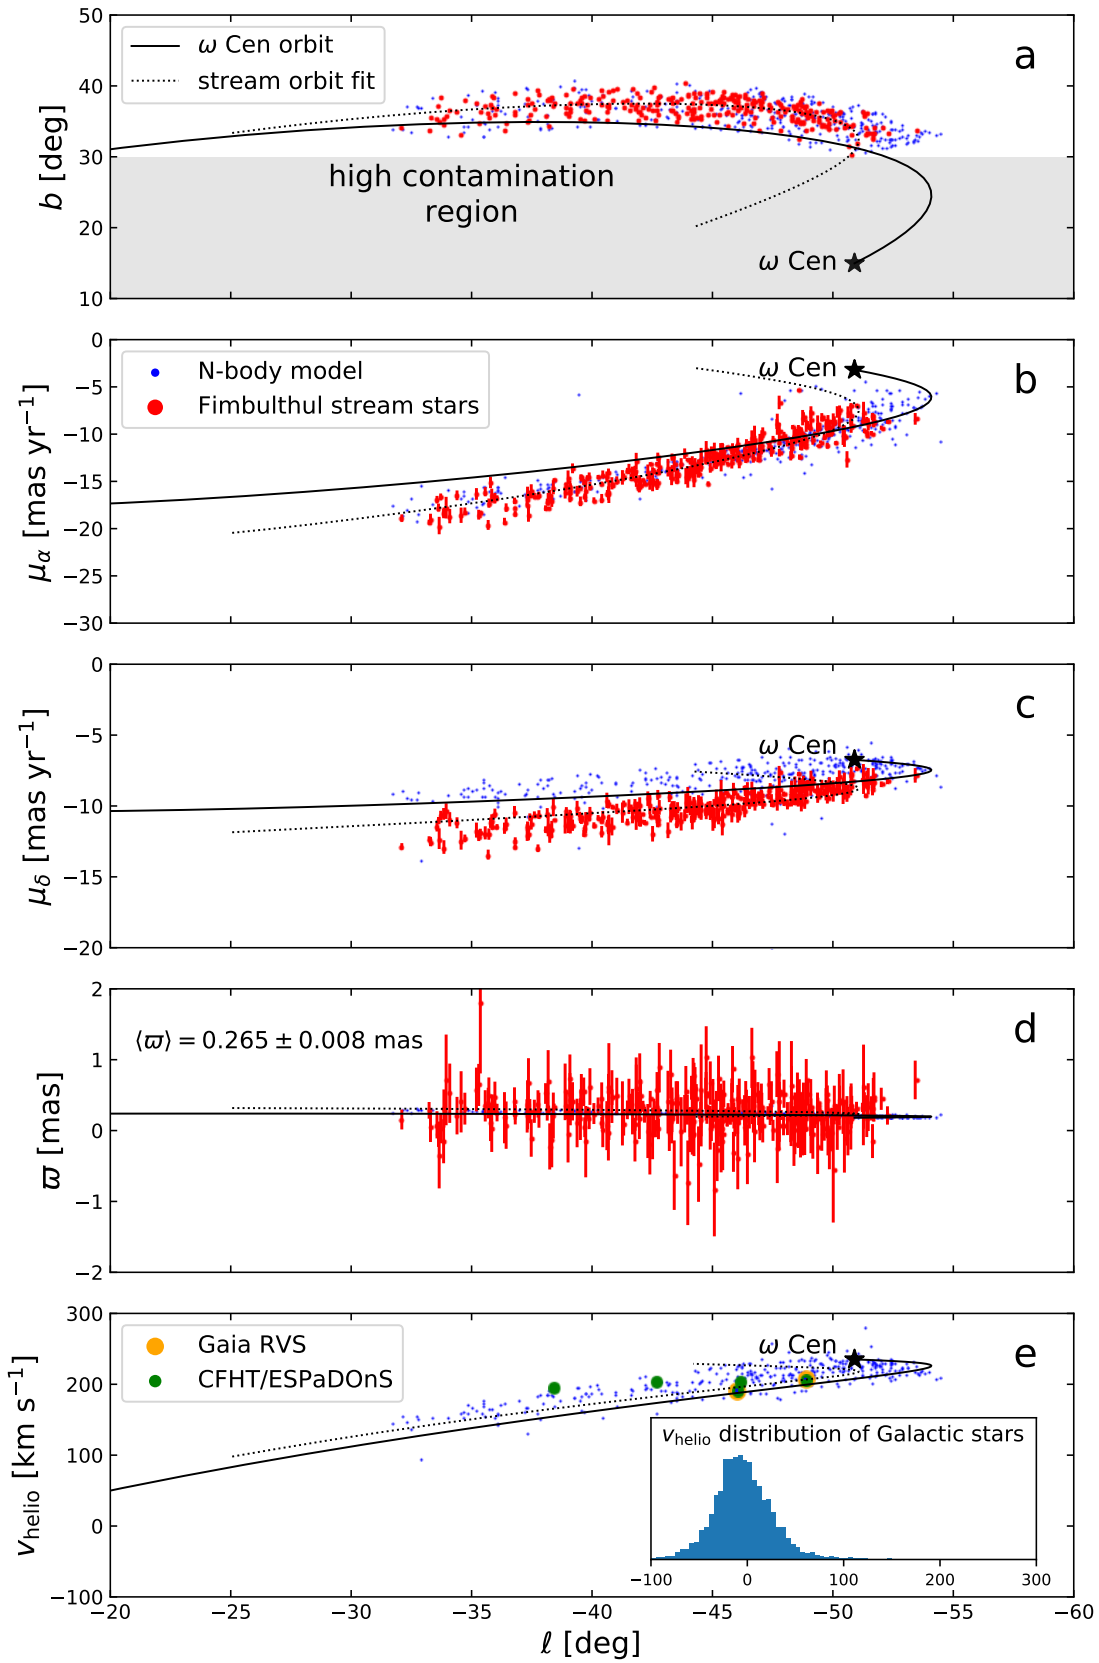 50
40
30
20
10
b [deg]
ω Cen orbit
stream orbit fit
a
high contamination
region
ω Cen
0
−5
−10
−15
−20
−25
−30
μα [mas yr−1]
N-body model
Fimbulthul stream stars
ω Cen
b
0
−5
−10
−15
−20
μδ [mas yr−1]
c
ω Cen
2
1
0
−1
−2
ϖ [mas]
⟨ϖ⟩ = 0.265 ± 0.008 mas
d
300
200
100
0
−100
vhelio [km s−1]
Gaia RVS
CFHT/ESPaDOnS
ω Cen
e
vhelio distribution of Galactic stars
−100 0 100 200 300
−20 −25 −30 −35 −40 −45 −50 −55 −60
ℓ [deg]